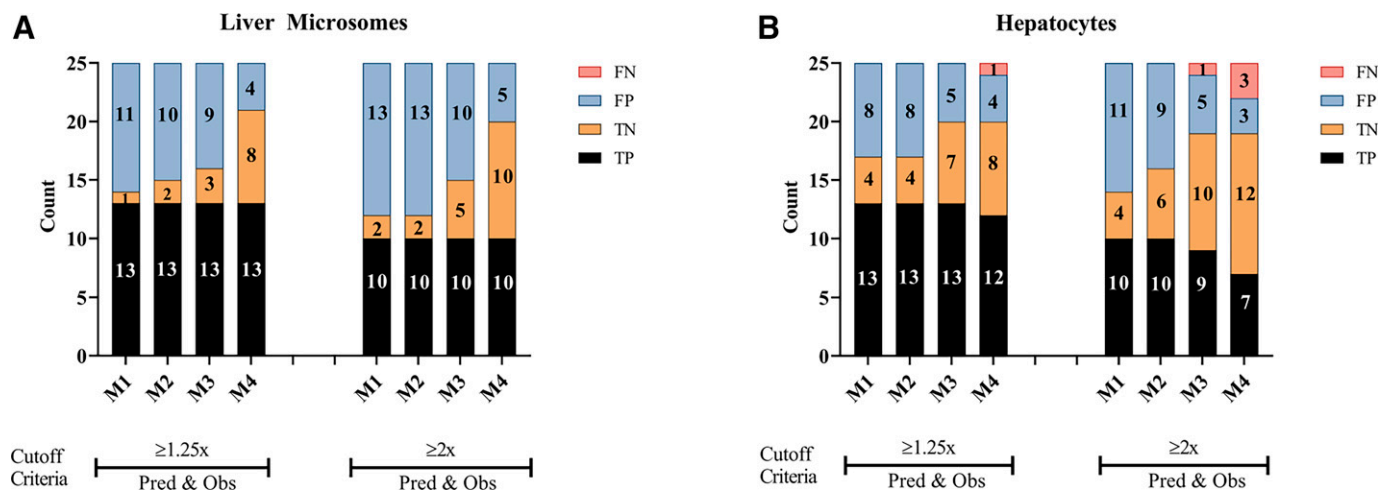 A
Liver Microsomes
25
20
15
10
5
0
Count
11
10
9
4
1
2
3
8
13
13
13
13
13
13
10
5
2
2
5
10
10
10
10
10
M1
M2
M3
M4
M1
M2
M3
M4
FN
FP
TN
TP
Cutoff
Criteria
≥1.25x
Pred & Obs
≥2x
Pred & Obs
B
Hepatocytes
25
20
15
10
5
0
Count
8
8
5
1
4
4
4
7
8
13
13
13
12
11
9
1
5
3
3
4
6
10
12
10
10
9
7
M1
M2
M3
M4
M1
M2
M3
M4
FN
FP
TN
TP
Cutoff
Criteria
≥1.25x
Pred & Obs
≥2x
Pred & Obs